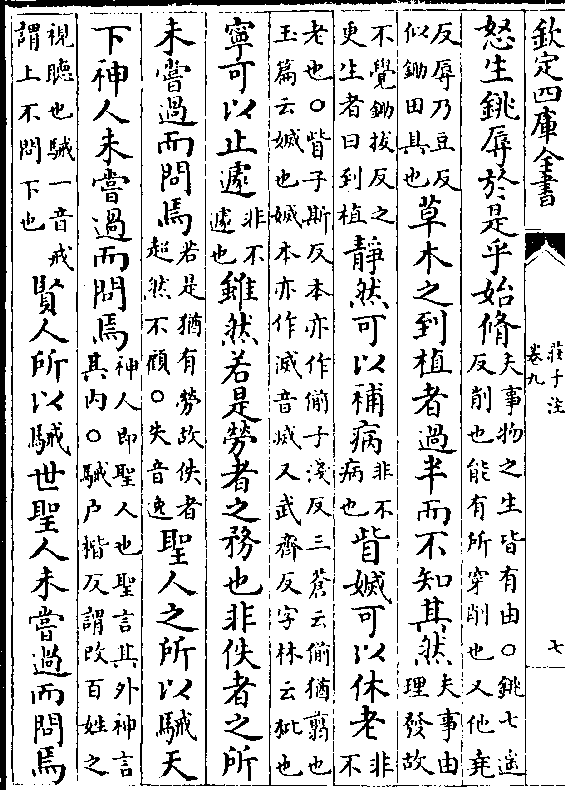 欽定四庫全書
莊子注
卷九
七
怒生銚鎒於是乎始脩夫事物之生皆有由○銚七遥
反削也能有所穿削也又他堯
反鎒乃豆反
似鋤田具也草木之到植者過半而不知其然夫事由
理發故
不覺鋤拔反之
更生者曰到植靜然可以補病非不
病也眥㜝可以休老非
不
老也○眥子斯反本亦作揃子淺反三蒼云揃猶翦也
玉篇云㜝也㜝本亦作烕音烕又武齊反字林云批也
寧可以止遽非不
遽也雖然若是勞者之務也非佚者之所
未嘗過而問焉若是猶有勞故佚者
超然不顧○失音逸聖人之所以駴天
下神人未嘗過而問焉神人即聖人也聖言其外神言
其内○駴户揩反謂改百姓之
視聽也駴一音戒
謂上不問下也賢人所以駴世聖人未嘗過而問焉